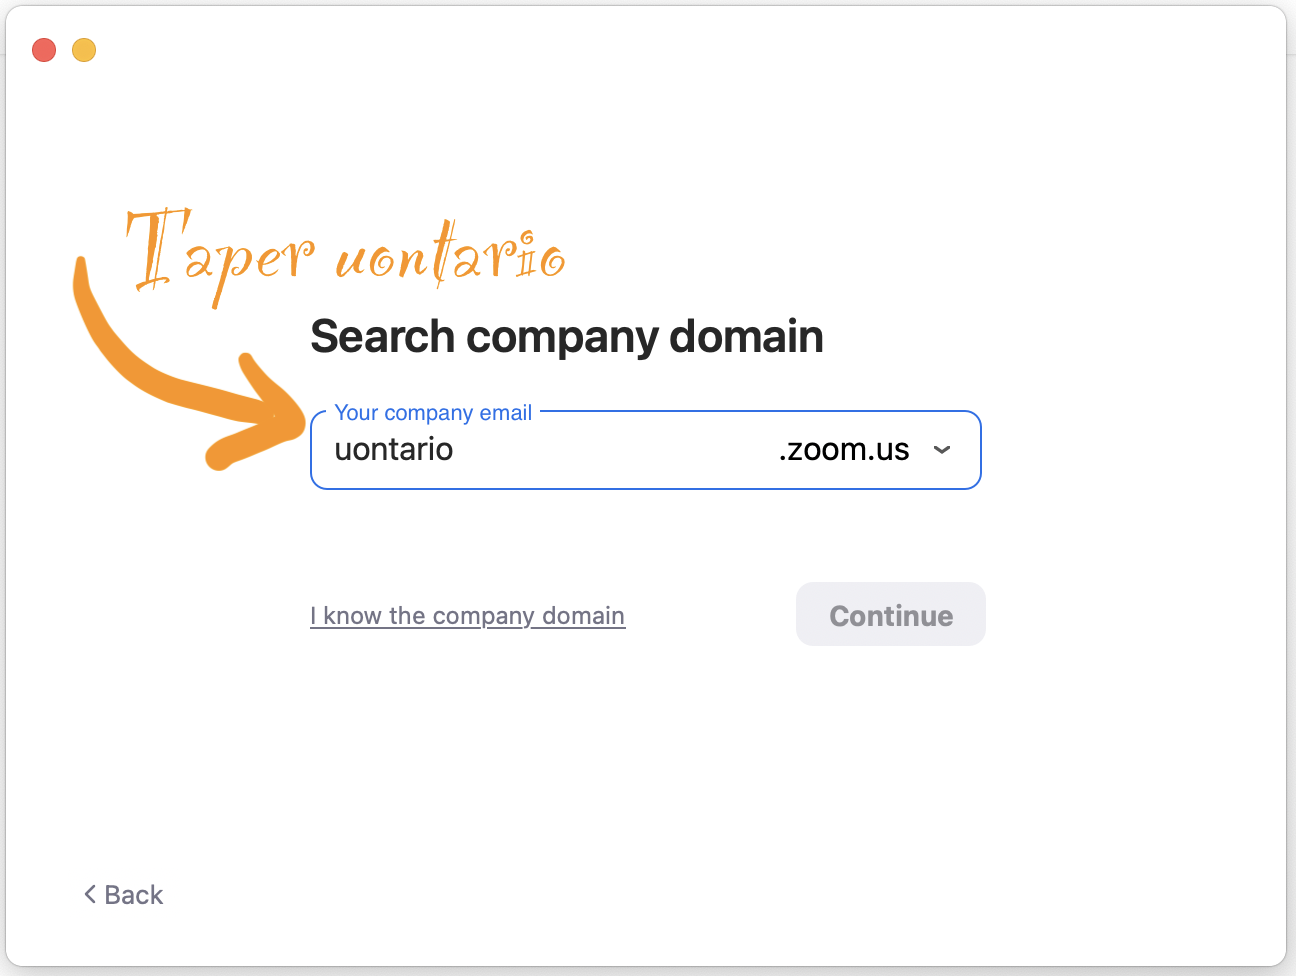 Taper uontario
Search company domain
Your company email
uontario .zoom.us
I know the company domain
Continue
Back